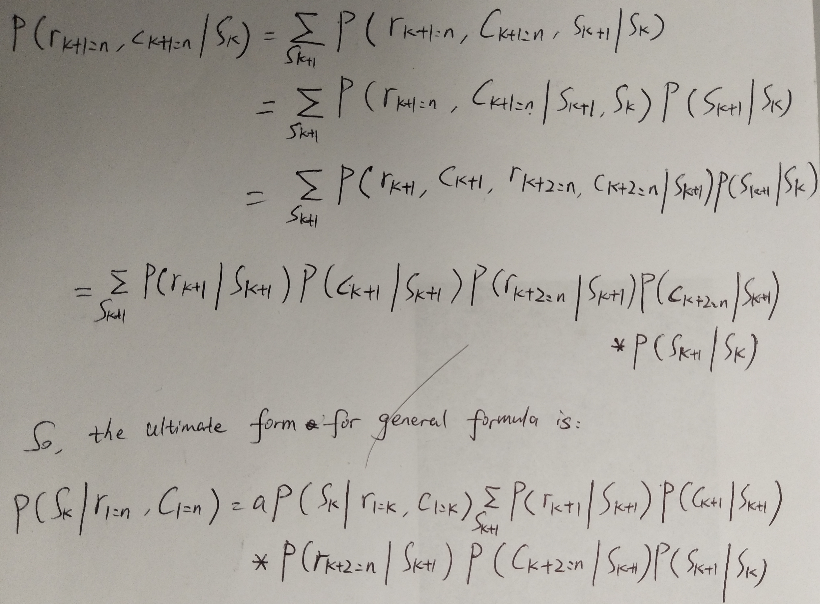 P(r_{k+1:n}, c_{k+1:n} | S_k) = Σ_{S_{k+1}} P(r_{k+1:n}, C_{k+1:n}, S_{k+1} | S_k)
= Σ_{S_{k+1}} P(r_{k+1:n}, C_{k+1:n} | S_{k+1}, S_k) P(S_{k+1} | S_k)
= Σ_{S_{k+1}} P(r_{k+1}, C_{k+1}, r_{k+2:n}, C_{k+2:n} | S_{k+1}) P(S_{k+1} | S_k)
= Σ_{S_{k+1}} P(r_{k+1} | S_{k+1}) P(C_{k+1} | S_{k+1}) P(r_{k+2:n} | S_{k+1}) P(C_{k+2:n} | S_{k+1})
* P(S_{k+1} | S_k)
So, the ultimate form for general formula is:
P(S_k | r_{1:n}, C_{1:n}) = a P(S_k | r_{1:k}, C_{1:k}) Σ_{S_{k+1}} P(r_{k+1} | S_{k+1}) P(C_{k+1} | S_{k+1})
* P(r_{k+2:n} | S_{k+1}) P(C_{k+2:n} | S_{k+1}) P(S_{k+1} | S_k)